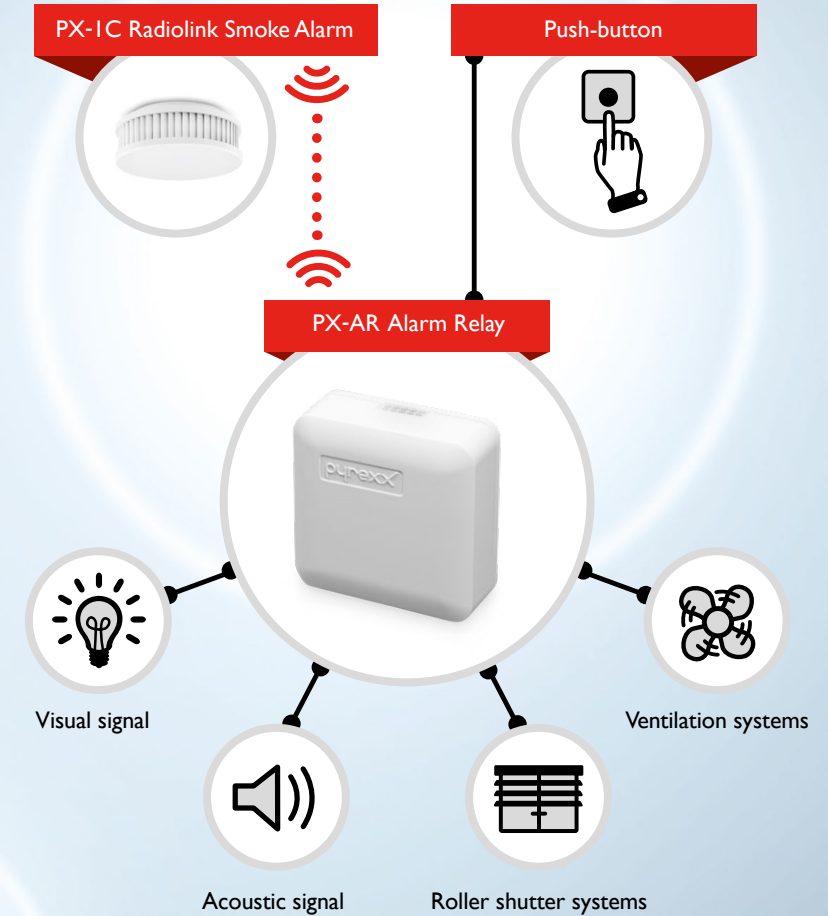 PX-1C Radiolink Smoke Alarm
Push-button
PX-AR Alarm Relay
pyrexx
Visual signal
Ventilation systems
Acoustic signal
Roller shutter systems